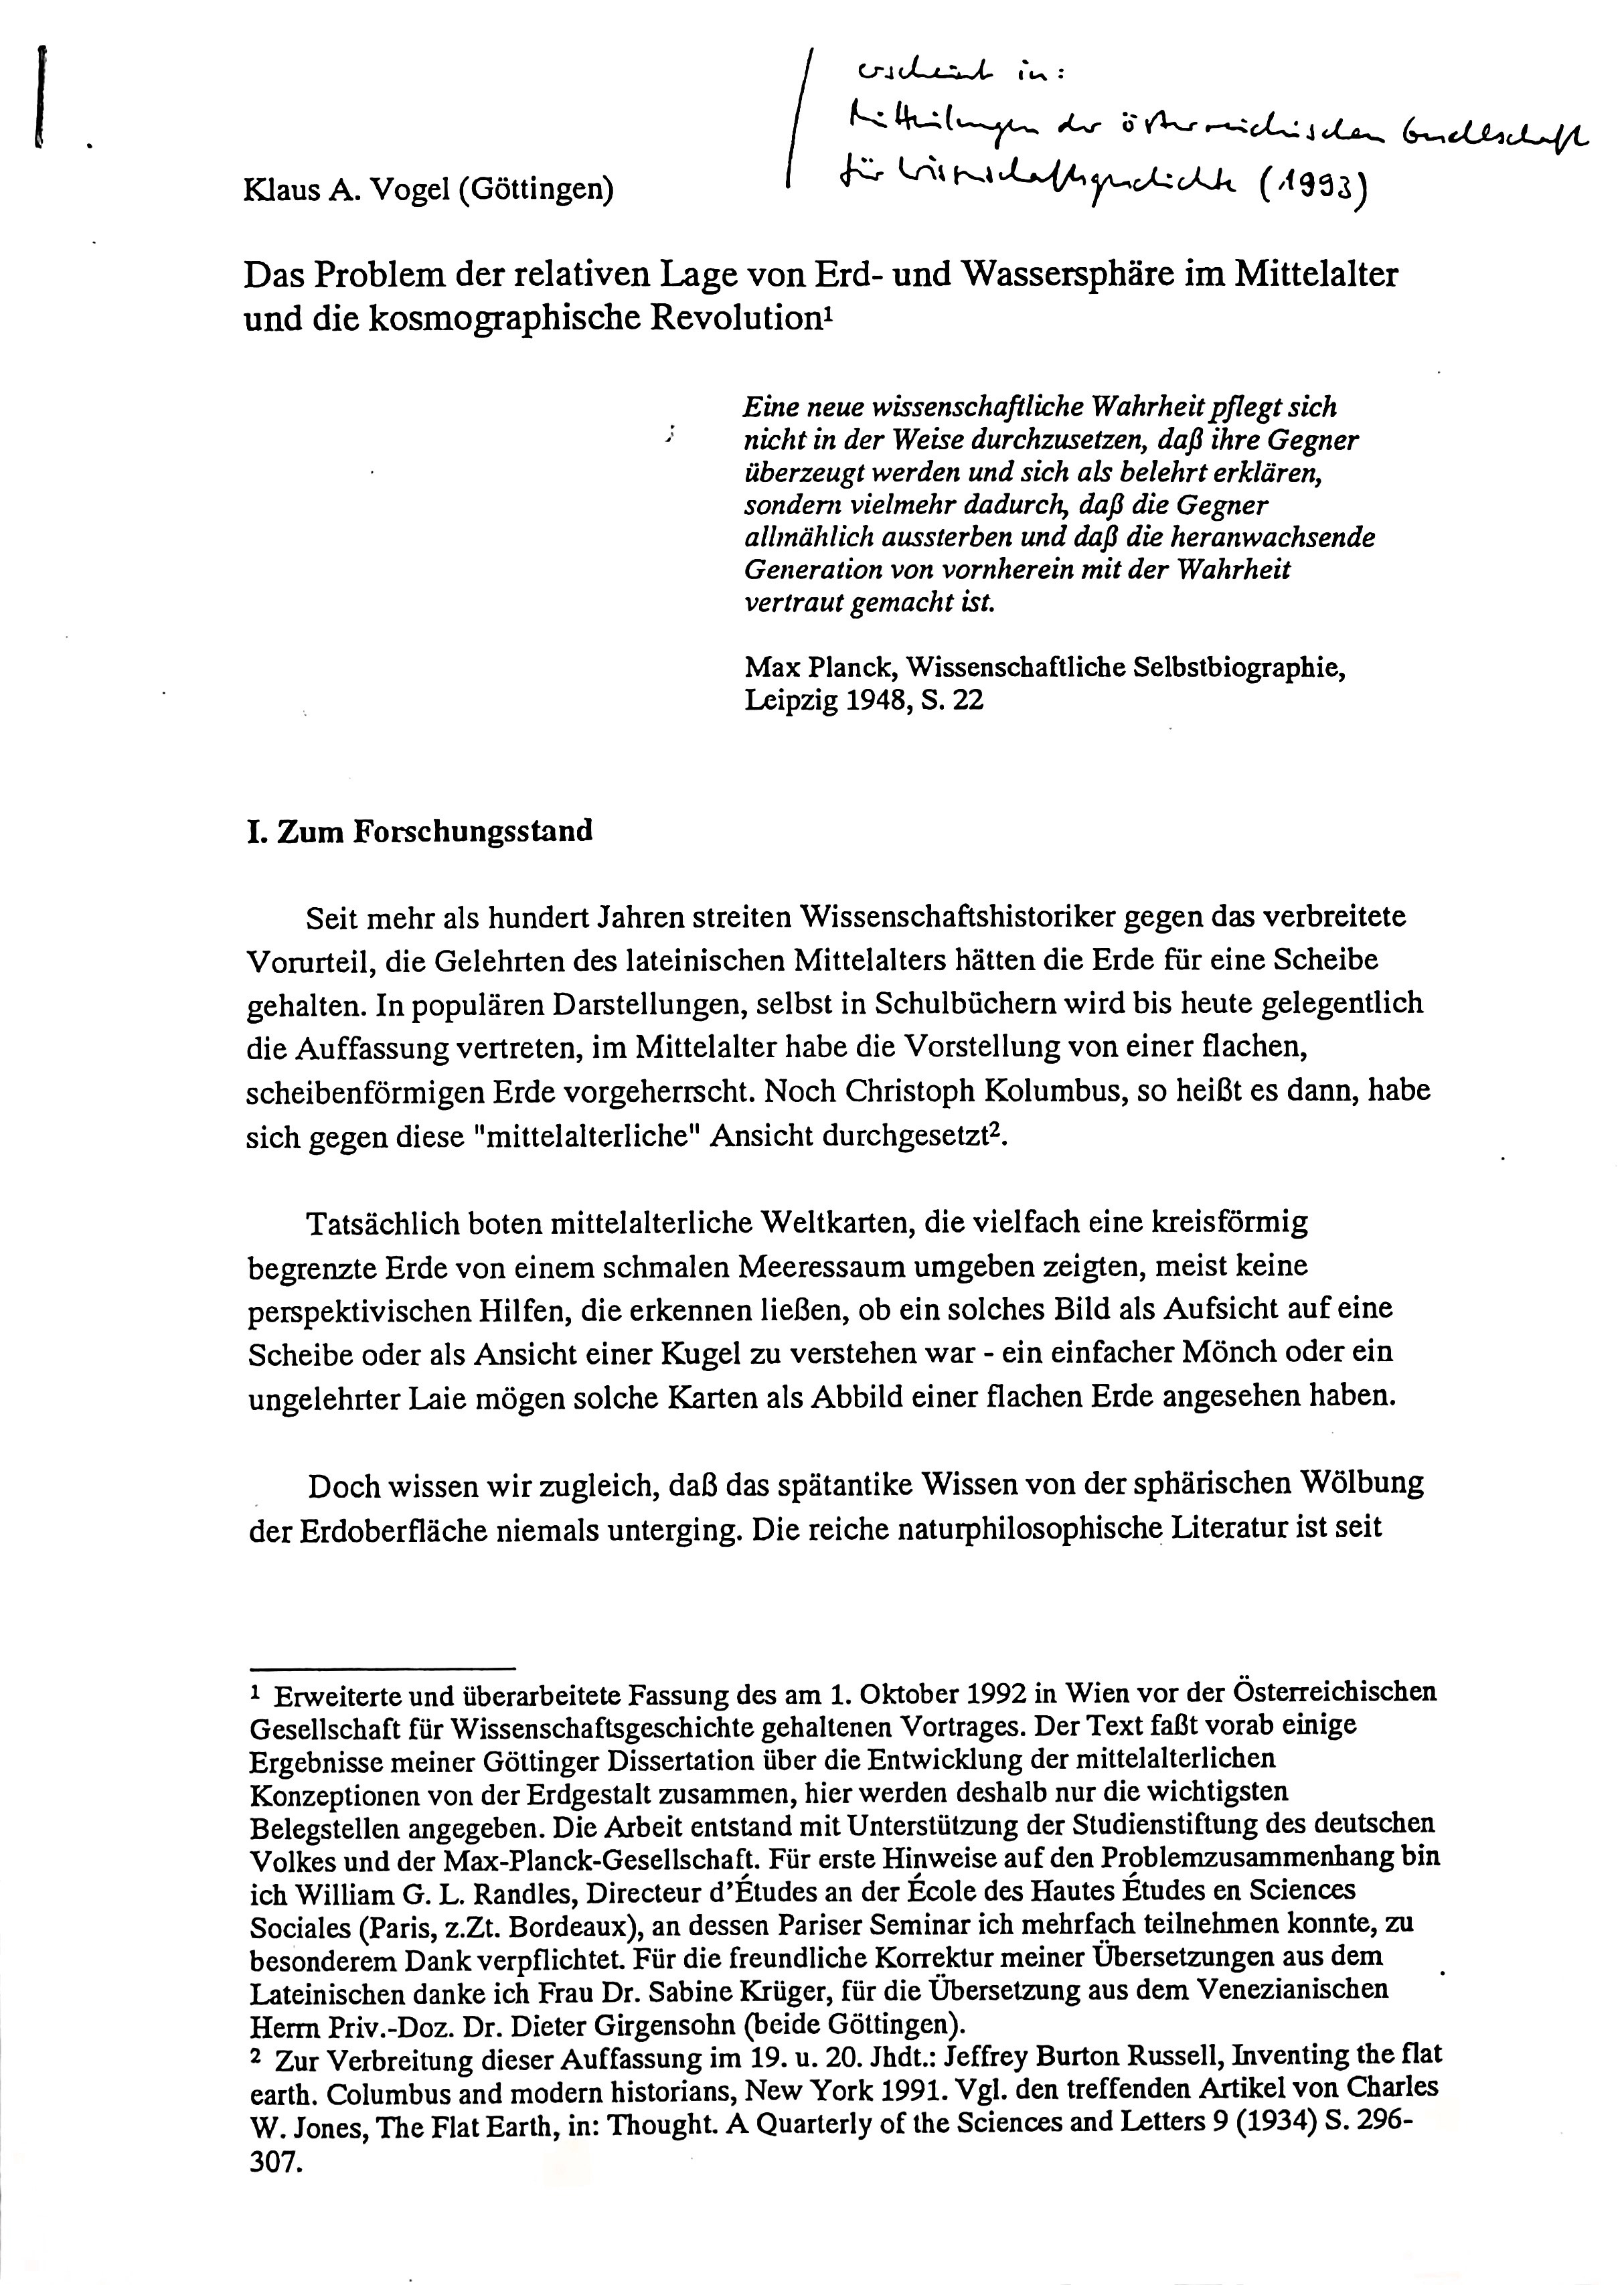 erscheint in:
Mitteilungen der österreichischen Gesellschaft
für Wissenschaftsgeschichte (1993)
Klaus A. Vogel (Göttingen)
Das Problem der relativen Lage von Erd- und Wassersphäre im Mittelalter
und die kosmographische Revolution¹
Eine neue wissenschaftliche Wahrheit pflegt sich
nicht in der Weise durchzusetzen, daß ihre Gegner
überzeugt werden und sich als belehrt erklären,
sondern vielmehr dadurch, daß die Gegner
allmählich aussterben und daß die heranwachsende
Generation von vornherein mit der Wahrheit
vertraut gemacht ist.
Max Planck, Wissenschaftliche Selbstbiographie,
Leipzig 1948, S. 22
I. Zum Forschungsstand
Seit mehr als hundert Jahren streiten Wissenschaftshistoriker gegen das verbreitete
Vorurteil, die Gelehrten des lateinischen Mittelalters hätten die Erde für eine Scheibe
gehalten. In populären Darstellungen, selbst in Schulbüchern wird bis heute gelegentlich
die Auffassung vertreten, im Mittelalter habe die Vorstellung von einer flachen,
scheibenförmigen Erde vorgeherrscht. Noch Christoph Kolumbus, so heißt es dann, habe
sich gegen diese "mittelalterliche" Ansicht durchgesetzt².
Tatsächlich boten mittelalterliche Weltkarten, die vielfach eine kreisförmig
begrenzte Erde von einem schmalen Meeressaum umgeben zeigten, meist keine
perspektivischen Hilfen, die erkennen ließen, ob ein solches Bild als Aufsicht auf eine
Scheibe oder als Ansicht einer Kugel zu verstehen war - ein einfacher Mönch oder ein
ungelehrter Laie mögen solche Karten als Abbild einer flachen Erde angesehen haben.
Doch wissen wir zugleich, daß das spätantike Wissen von der sphärischen Wölbung
der Erdoberfläche niemals unterging. Die reiche naturphilosophische Literatur ist seit
¹ Erweiterte und überarbeitete Fassung des am 1. Oktober 1992 in Wien vor der Österreichischen
Gesellschaft für Wissenschaftsgeschichte gehaltenen Vortrages. Der Text faßt vorab einige
Ergebnisse meiner Göttinger Dissertation über die Entwicklung der mittelalterlichen
Konzeptionen von der Erdgestalt zusammen, hier werden deshalb nur die wichtigsten
Belegstellen angegeben. Die Arbeit entstand mit Unterstützung der Studienstiftung des deutschen
Volkes und der Max-Planck-Gesellschaft. Für erste Hinweise auf den Problemzusammenhang bin
ich William G. L. Randles, Directeur d'Études an der École des Hautes Études en Sciences
Sociales (Paris, z.Zt. Bordeaux), an dessen Pariser Seminar ich mehrfach teilnehmen konnte, zu
besonderem Dank verpflichtet. Für die freundliche Korrektur meiner Übersetzungen aus dem
Lateinischen danke ich Frau Dr. Sabine Krüger, für die Übersetzung aus dem Venezianischen
Herrn Priv.-Doz. Dr. Dieter Girgensohn (beide Göttingen).
² Zur Verbreitung dieser Auffassung im 19. u. 20. Jhdt.: Jeffrey Burton Russell, Inventing the flat
earth. Columbus and modern historians, New York 1991. Vgl. den treffenden Artikel von Charles
W. Jones, The Flat Earth, in: Thought. A Quarterly of the Sciences and Letters 9 (1934) S. 296-
307.